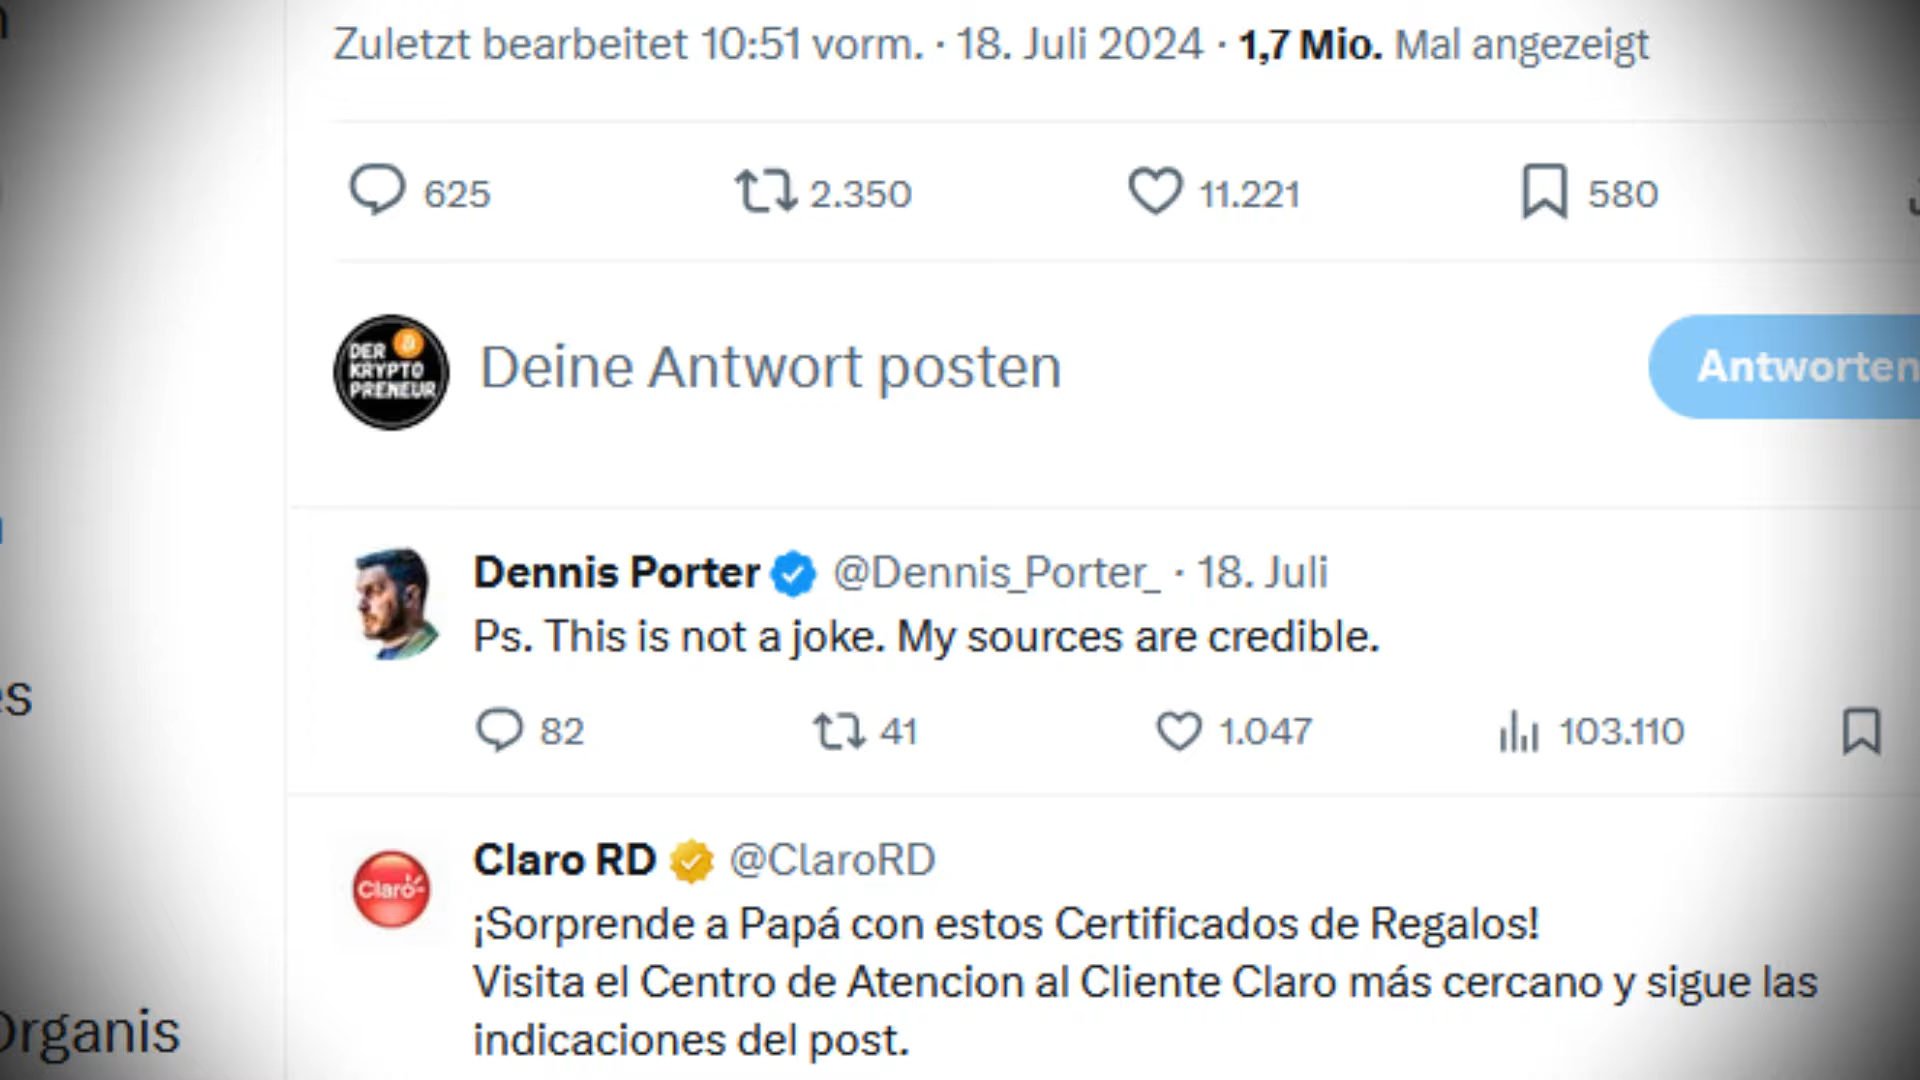 Zuletzt bearbeitet 10:51 vorm. · 18. Juli 2024 · 1,7 Mio. Mal angezeigt
625 2.350 11.221 580
DER
KRYPTO
PRENEUR
Deine Antwort posten
Antworten
Dennis Porter @Dennis_Porter_ · 18. Juli
Ps. This is not a joke. My sources are credible.
82 41 1.047 103.110
es
Claro RD @ClaroRD
Claro
¡Sorprende a Papá con estos Certificados de Regalos!
Visita el Centro de Atencion al Cliente Claro más cercano y sigue las
indicaciones del post.
Organis